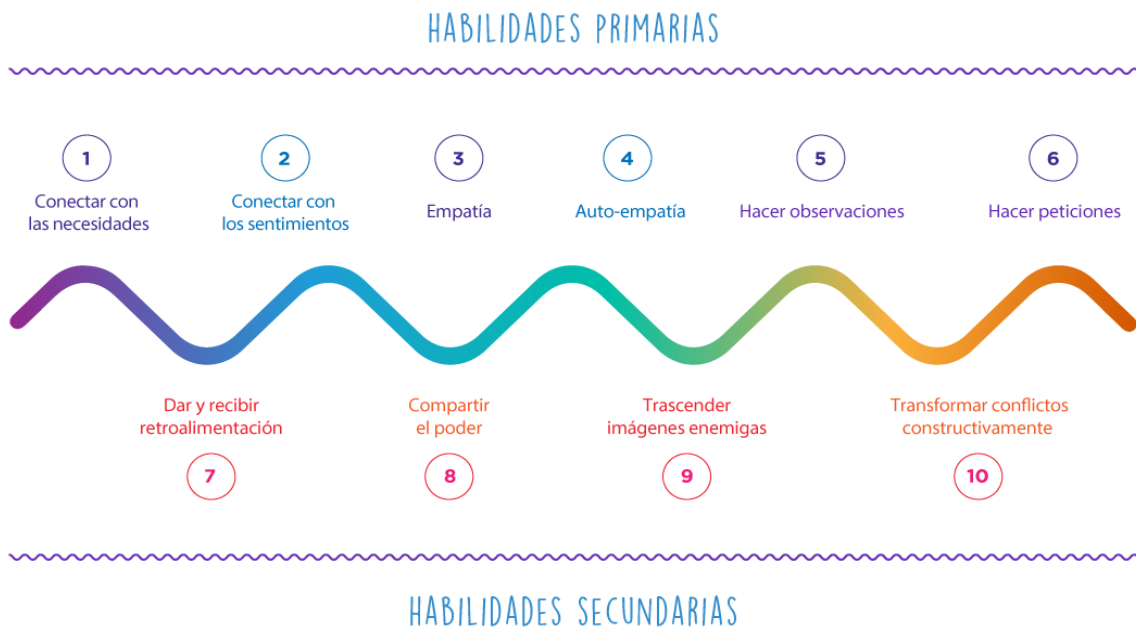 HABILIDADES PRIMARIAS
1
Conectar con
las necesidades
2
Conectar con
los sentimientos
3
Empatía
4
Auto-empatía
5
Hacer observaciones
6
Hacer peticiones
Dar y recibir
retroalimentación
7
Compartir
el poder
8
Trascender
imágenes enemigas
9
Transformar conflictos
constructivamente
10
HABILIDADES SECUNDARIAS